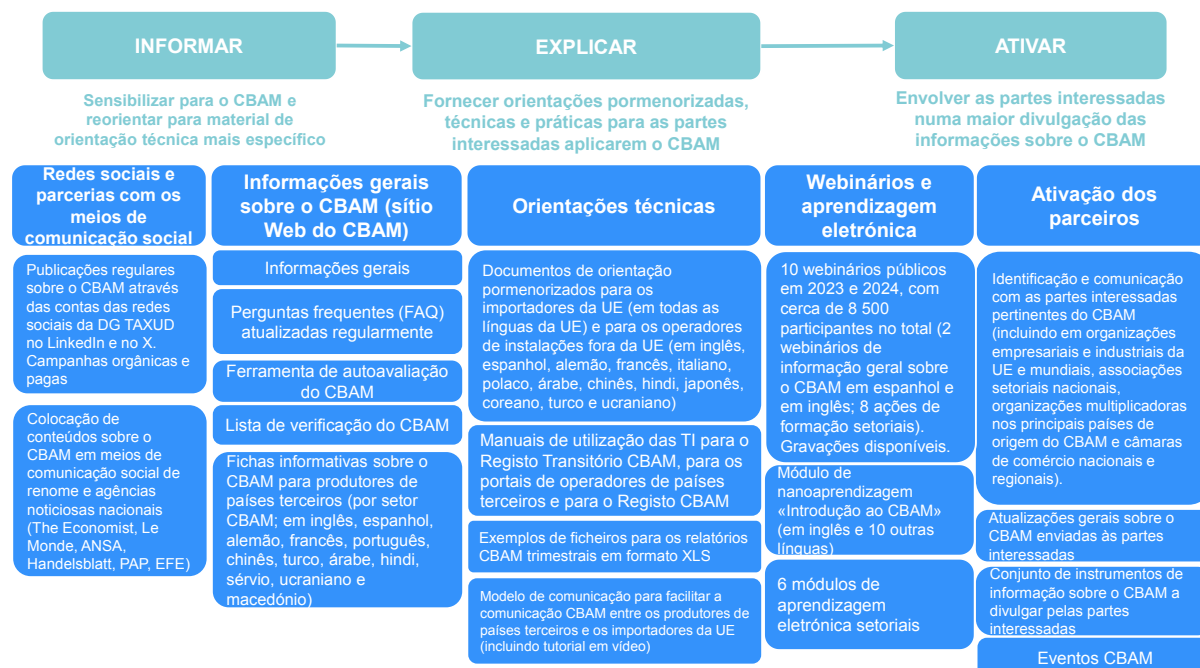 INFORMAR
EXPLICAR
ATIVAR
Sensibilizar para o CBAM e
reorientar para material de
orientação técnica mais específico
Fornecer orientações pormenorizadas,
técnicas e práticas para as partes
interessadas aplicarem o CBAM
Envolver as partes interessadas
numa maior divulgação das
informações sobre o CBAM
Redes sociais e
parcerias com os
meios de
comunicação social
Publicações regulares
sobre o CBAM através
das contas das redes
sociais da DG TAXUD
no LinkedIn e no X.
Campanhas orgânicas e
pagas
Colocação de
conteúdos sobre o
CBAM em meios de
comunicação social de
renome e agências
noticiosas nacionais
(The Economist, Le
Monde, ANSA,
Handelsblatt, PAP, EFE)
Informações gerais
sobre o CBAM (sítio
Web do CBAM)
Informações gerais
Perguntas frequentes (FAQ)
atualizadas regularmente
Ferramenta de autoavaliação
do CBAM
Lista de verificação do CBAM
Fichas informativas sobre o
CBAM para produtores de
países terceiros (por setor
CBAM; em inglês, espanhol,
alemão, francês, português,
chinês, turco, árabe, hindi,
sérvio, ucraniano e
macedónio)
Orientações técnicas
Documentos de orientação
pormenorizados para os
importadores da UE (em todas as
línguas da UE) e para os operadores
de instalações fora da UE (em inglês,
espanhol, alemão, francês, italiano,
polaco, árabe, chinês, hindi, japonês,
coreano, turco e ucraniano)
Manuais de utilização das TI para o
Registo Transitório CBAM, para os
portais de operadores de países
terceiros e para o Registo CBAM
Exemplos de ficheiros para os relatórios
CBAM trimestrais em formato XLS
Modelo de comunicação para facilitar a
comunicação CBAM entre os produtores de
países terceiros e os importadores da UE
(incluindo tutorial em vídeo)
Webinários e
aprendizagem
eletrónica
10 webinários públicos
em 2023 e 2024, com
cerca de 8 500
participantes no total (2
webinários de
informação geral sobre
o CBAM em espanhol e
em inglês; 8 ações de
formação setoriais).
Gravações disponíveis.
Módulo de
nanoaprendizagem
«Introdução ao CBAM»
(em inglês e 10 outras
línguas)
6 módulos de
aprendizagem
eletrónica setoriais
Ativação dos
parceiros
Identificação e comunicação
com as partes interessadas
pertinentes do CBAM
(incluindo em organizações
empresariais e industriais da
UE e mundiais, associações
setoriais nacionais,
organizações multiplicadoras
nos principais países de
origem do CBAM e câmaras
de comércio nacionais e
regionais).
Atualizações gerais sobre o
CBAM enviadas às partes
interessadas
Conjunto de instrumentos de
informação sobre o CBAM a
divulgar pelas partes
interessadas
Eventos CBAM